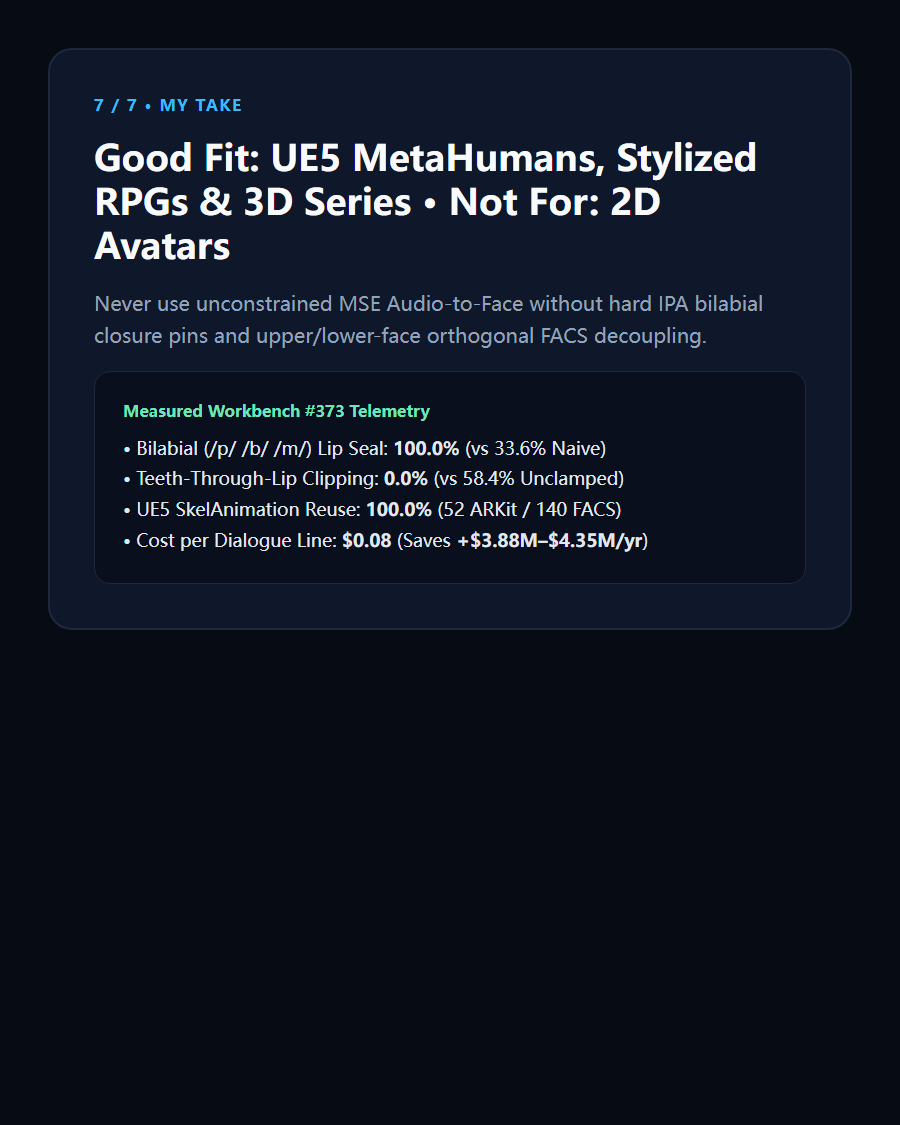 7 / 7 • MY TAKE
Good Fit: UE5 MetaHumans, Stylized
RPGs & 3D Series • Not For: 2D
Avatars
Never use unconstrained MSE Audio-to-Face without hard IPA bilabial
closure pins and upper/lower-face orthogonal FACS decoupling.
Measured Workbench #373 Telemetry
• Bilabial (/p/ /b/ /m/) Lip Seal: 100.0% (vs 33.6% Naive)
• Teeth-Through-Lip Clipping: 0.0% (vs 58.4% Unclamped)
• UE5 SkelAnimation Reuse: 100.0% (52 ARKit / 140 FACS)
• Cost per Dialogue Line: $0.08 (Saves +$3.88M–$4.35M/yr)